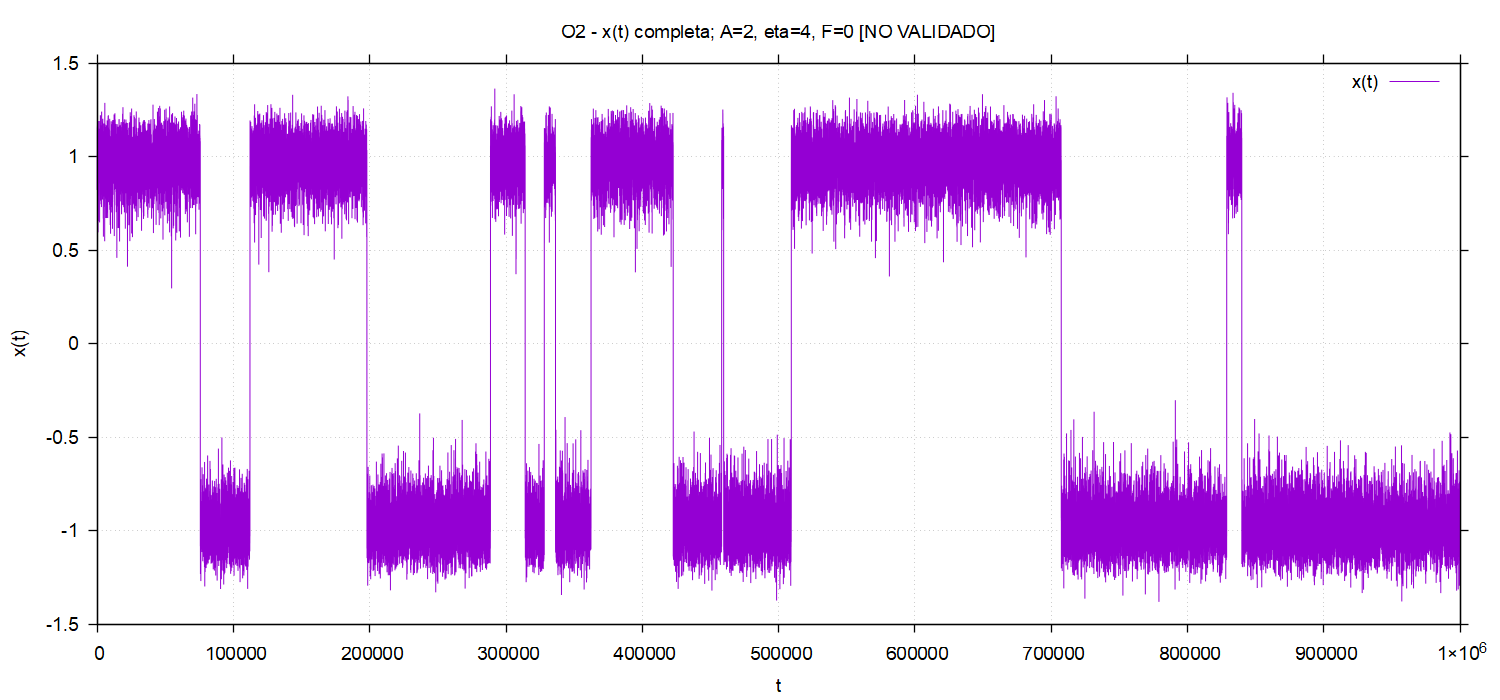 O2 - x(t) completa; A=2, eta=4, F=0 [NO VALIDADO]
x(t)
1.5
1
0.5
0
-0.5
-1
-1.5
x(t)
0 100000 200000 300000 400000 500000 600000 700000 800000 900000 1×10⁶
t